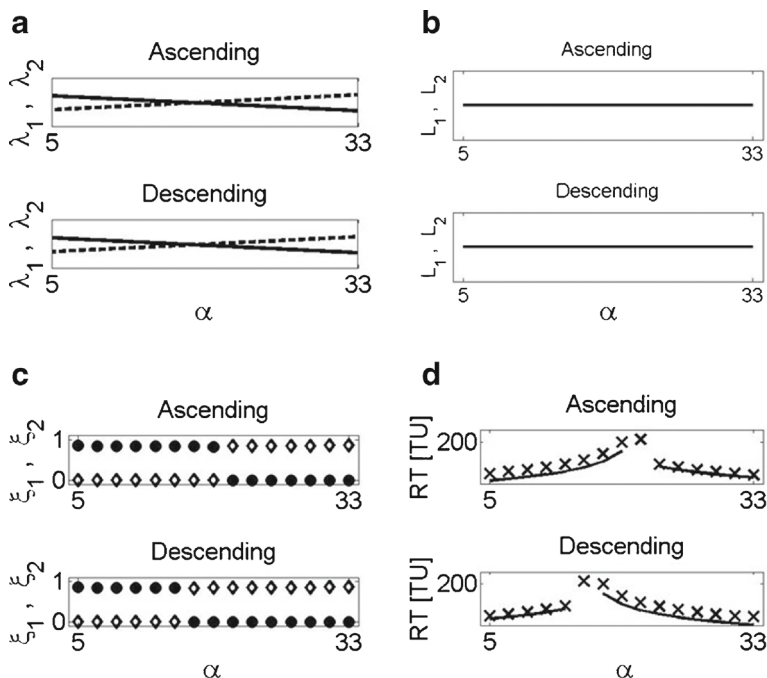 a
Ascending
λ1 , λ2
5
33
Descending
λ1 , λ2
5
33
α
b
Ascending
L1 , L2
5
33
Descending
L1 , L2
5
33
α
c
Ascending
ξ1 , ξ2
1
0
5
33
Descending
ξ1 , ξ2
1
0
5
33
α
d
Ascending
RT [TU]
200
5
33
Descending
RT [TU]
200
5
33
α